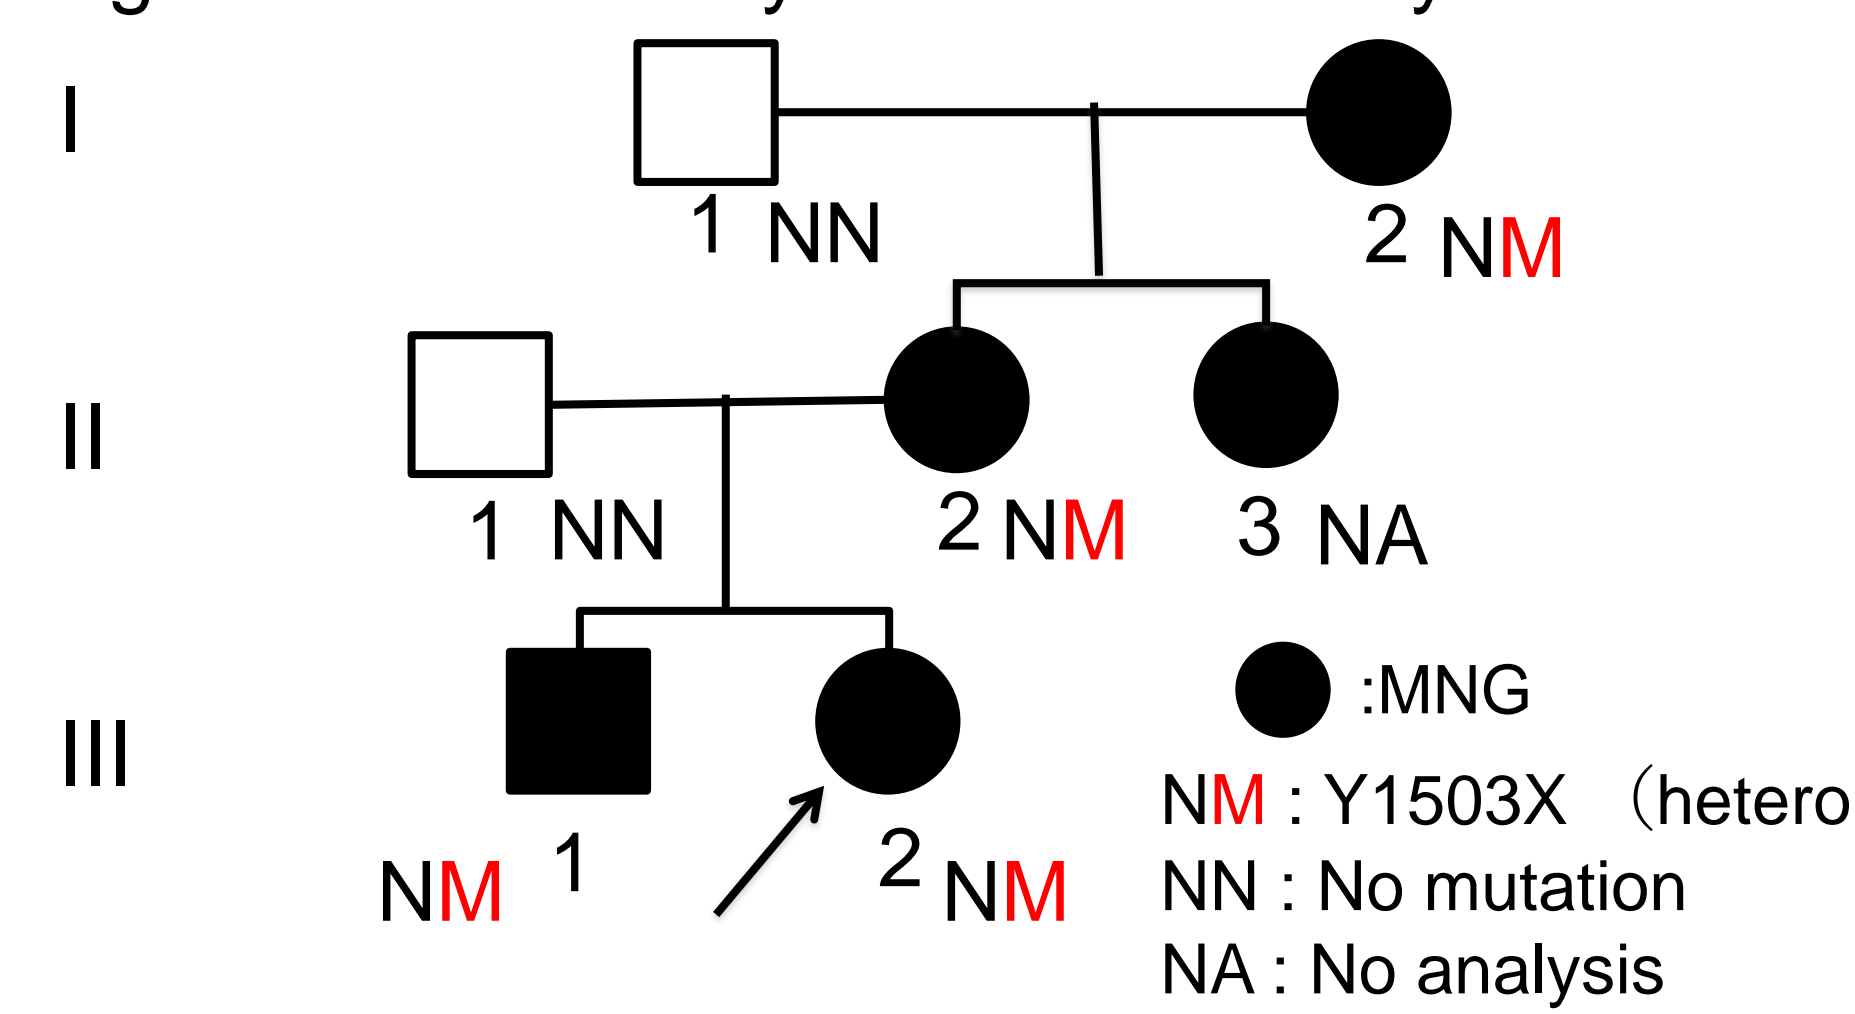 I
1 NN
2 NM
II
1 NN
2 NM
3 NA
III
NM 1
2 NM
:MNG
NM : Y1503X （hetero
NN : No mutation
NA : No analysis